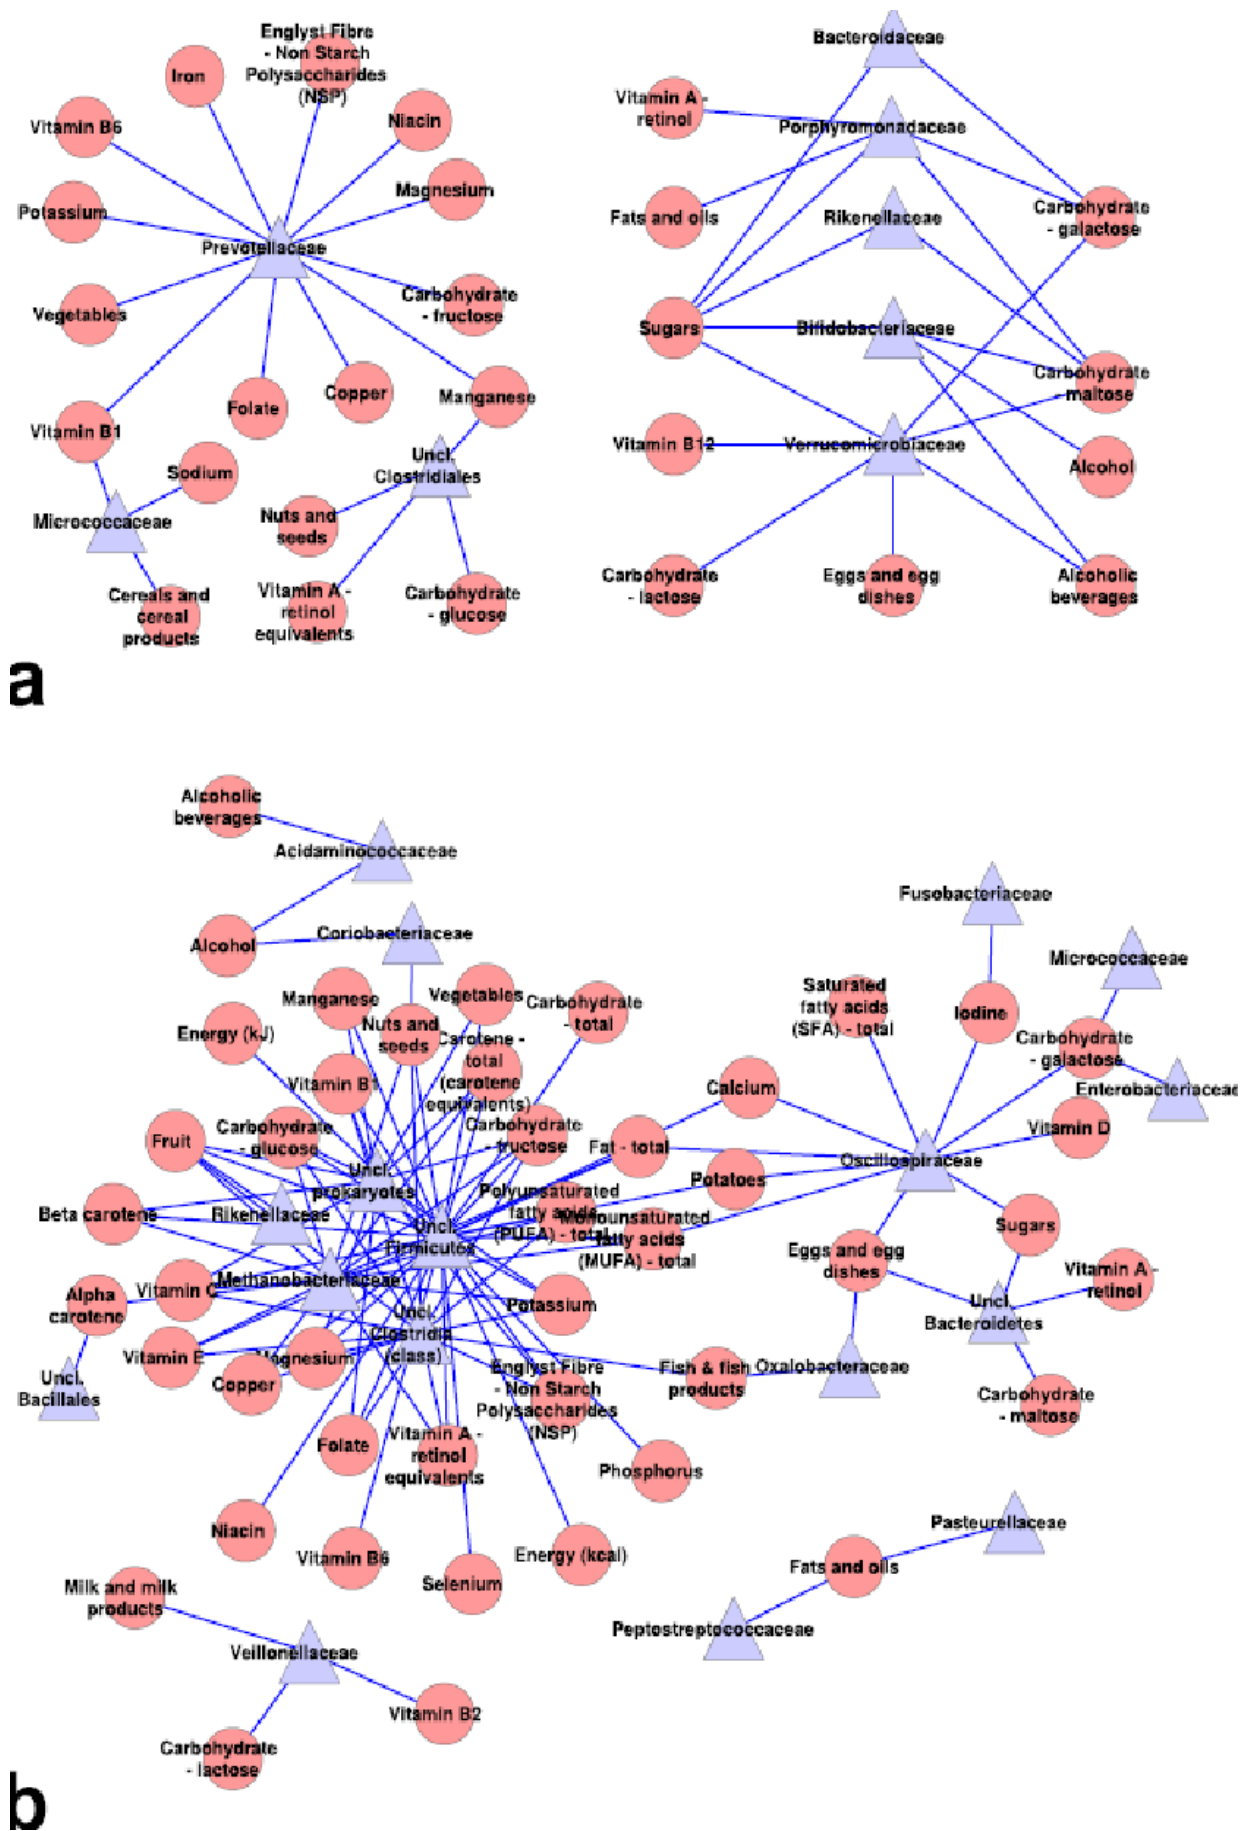 Englyst Fibre
- Non Starch
Polysaccharides
(NSP)
Iron
Vitamin B6
Niacin
Potassium
Magnesium
Prevotellaceae
Vegetables
Carbohydrate
- fructose
Folate
Copper
Manganese
Vitamin B1
Sodium
Uncl.
Clostridiales
Micrococcaceae
Nuts and
seeds
Cereals and
cereal
products
Vitamin A -
retinol
equivalents
Carbohydrate
- glucose
Bacteroidaceae
Vitamin A -
retinol
Porphyromonadaceae
Fats and oils
Rikenellaceae
Carbohydrate
- galactose
Sugars
Bifidobacteriaceae
Carbohydrate
maltose
Vitamin B12
Verrucomicrobiaceae
Alcohol
Carbohydrate
- lactose
Eggs and egg
dishes
Alcoholic
beverages
a
Alcoholic
beverages
Acidaminococcaceae
Alcohol
Coriobacteriaceae
Manganese
Vegetables
Carbohydrate
- total
Energy (kJ)
Nuts and
seeds
Carotene -
total
(carotene
equivalents)
Vitamin B1
Fruit
Carbohydrate
- glucose
Carbohydrate
- fructose
Fat - total
Calcium
Potatoes
Uncl.
prokaryotes
Beta carotene
Rikenellaceae
Uncl.
Firmicutes
Polyunsaturated
fatty acids
(PUFA) - total
Monounsaturated
fatty acids
(MUFA) - total
Alpha
carotene
Vitamin C
Methanobacteriaceae
Potassium
Uncl.
Clostridia
(class)
Vitamin E
Magnesium
Copper
Uncl.
Bacillales
Englyst Fibre
- Non Starch
Polysaccharides
(NSP)
Fish & fish
products
Oxalobacteraceae
Folate
Vitamin A -
retinol
equivalents
Phosphorus
Niacin
Vitamin B6
Selenium
Energy (kcal)
Fusobacteriaceae
Micrococcaceae
Saturated
fatty acids
(SFA) - total
Iodine
Carbohydrate
- galactose
Enterobacteriaceae
Vitamin D
Oscillospiraceae
Sugars
Eggs and egg
dishes
Vitamin A -
retinol
Uncl.
Bacteroidetes
Carbohydrate
- maltose
Pasteurellaceae
Fats and oils
Peptostreptococcaceae
Milk and milk
products
Veillonellaceae
Vitamin B2
Carbohydrate
- lactose
b